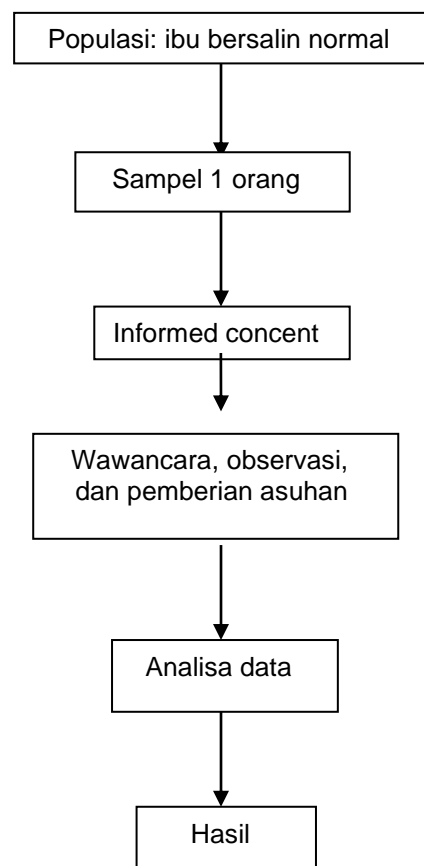 Populasi: ibu bersalin normal
Sampel 1 orang
Informed concent
Wawancara, observasi,
dan pemberian asuhan
Analisa data
Hasil